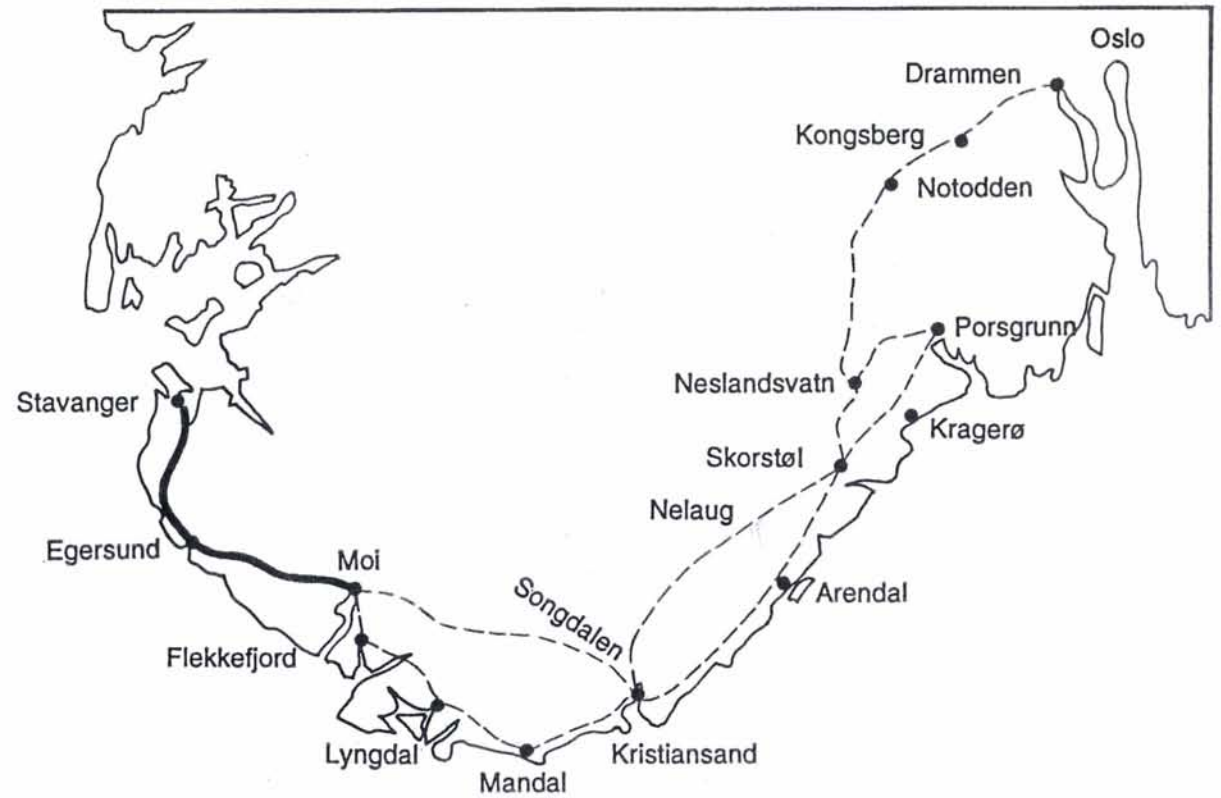 Oslo
Drammen
Kongsberg
Notodden
Porsgrunn
Neslandsvatn
Stavanger
Kragerø
Skorstøl
Nelaug
Egersund
Moi
Songdalen
Arendal
Flekkefjord
Lyngdal
Kristiansand
Mandal